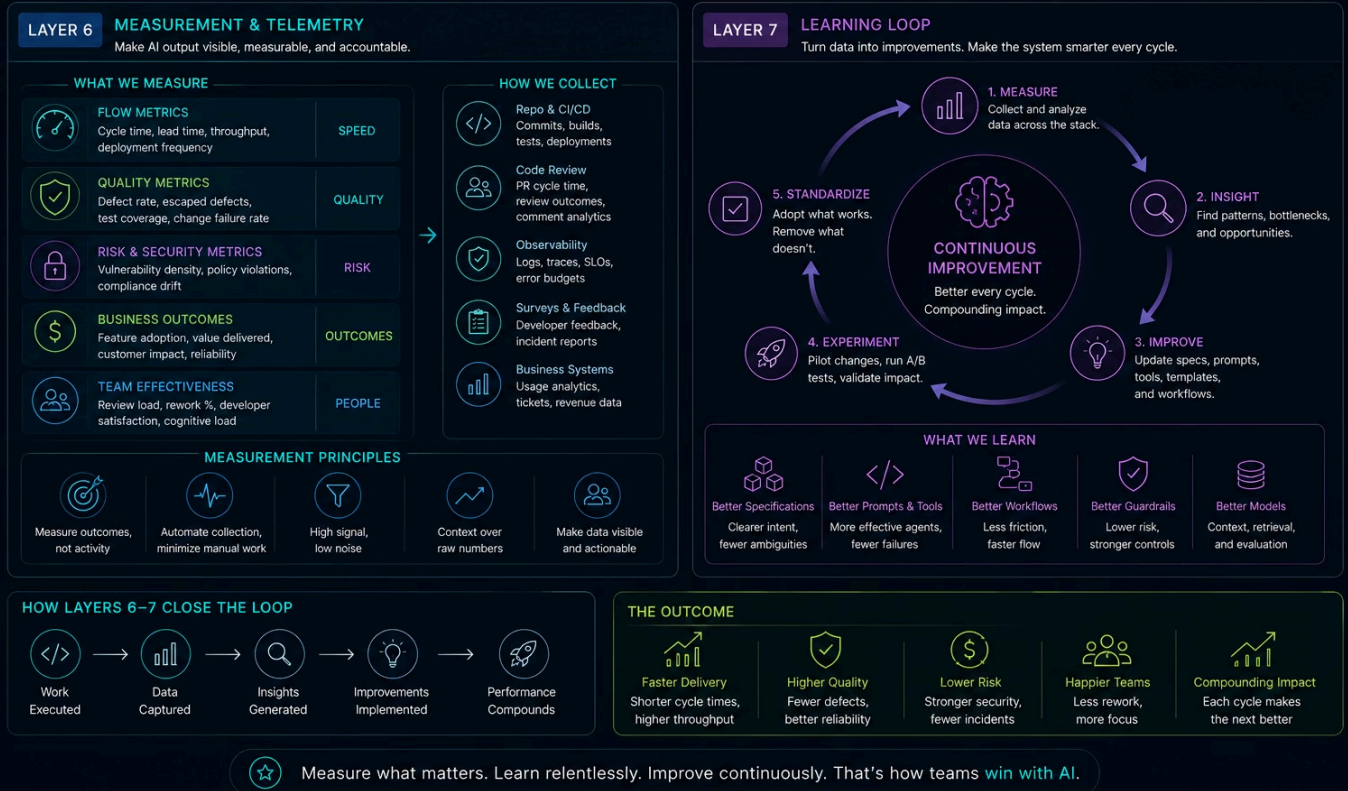 LAYER 6
MEASUREMENT & TELEMETRY
Make AI output visible, measurable, and accountable.
WHAT WE MEASURE
FLOW METRICS
Cycle time, lead time, throughput,
deployment frequency
SPEED
QUALITY METRICS
Defect rate, escaped defects,
test coverage, change failure rate
QUALITY
RISK & SECURITY METRICS
Vulnerability density, policy violations,
compliance drift
RISK
BUSINESS OUTCOMES
Feature adoption, value delivered,
customer impact, reliability
OUTCOMES
TEAM EFFECTIVENESS
Review load, rework %, developer
satisfaction, cognitive load
PEOPLE
HOW WE COLLECT
Repo & CI/CD
Commits, builds,
tests, deployments
Code Review
PR cycle time,
review outcomes,
comment analytics
Observability
Logs, traces, SLOs,
error budgets
Surveys & Feedback
Developer feedback,
incident reports
Business Systems
Usage analytics,
tickets, revenue data
MEASUREMENT PRINCIPLES
Measure outcomes,
not activity
Automate collection,
minimize manual work
High signal,
low noise
Context over
raw numbers
Make data visible
and actionable
LAYER 7
LEARNING LOOP
Turn data into improvements. Make the system smarter every cycle.
1. MEASURE
Collect and analyze
data across the stack.
2. INSIGHT
Find patterns, bottlenecks,
and opportunities.
3. IMPROVE
Update specs, prompts,
tools, templates,
and workflows.
4. EXPERIMENT
Pilot changes, run A/B
tests, validate impact.
5. STANDARDIZE
Adopt what works.
Remove what
doesn't.
CONTINUOUS
IMPROVEMENT
Better every cycle.
Compounding impact.
WHAT WE LEARN
Better Specifications
Clearer intent,
fewer ambiguities
Better Prompts & Tools
More effective agents,
fewer failures
Better Workflows
Less friction,
faster flow
Better Guardrails
Lower risk,
stronger controls
Better Models
Context, retrieval,
and evaluation
HOW LAYERS 6–7 CLOSE THE LOOP
Work
Executed
Data
Captured
Insights
Generated
Improvements
Implemented
Performance
Compounds
THE OUTCOME
Faster Delivery
Shorter cycle times,
higher throughput
Higher Quality
Fewer defects,
better reliability
Lower Risk
Stronger security,
fewer incidents
Happier Teams
Less rework,
more focus
Compounding Impact
Each cycle makes
the next better
Measure what matters. Learn relentlessly. Improve continuously. That's how teams win with AI.